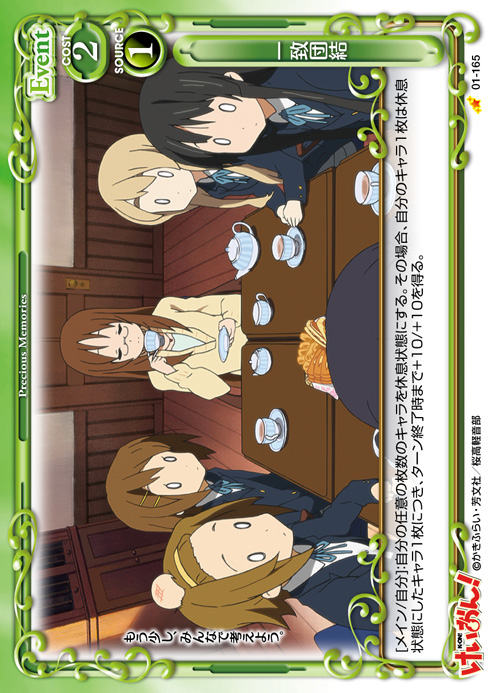 Precious Memories
Event
COST
2
SOURCE
1
一致団結
もう少し、みんなで考えよう。
[メイン/自分]:自分の任意の枚数のキャラを休息状態にする。その場合、自分のキャラ1枚は休息
状態にしたキャラ1枚につき、ターン終了時まで+10/+10を得る。
けいおん!
K-ON!
©かきふらい・芳文社/桜高軽音部
01-165